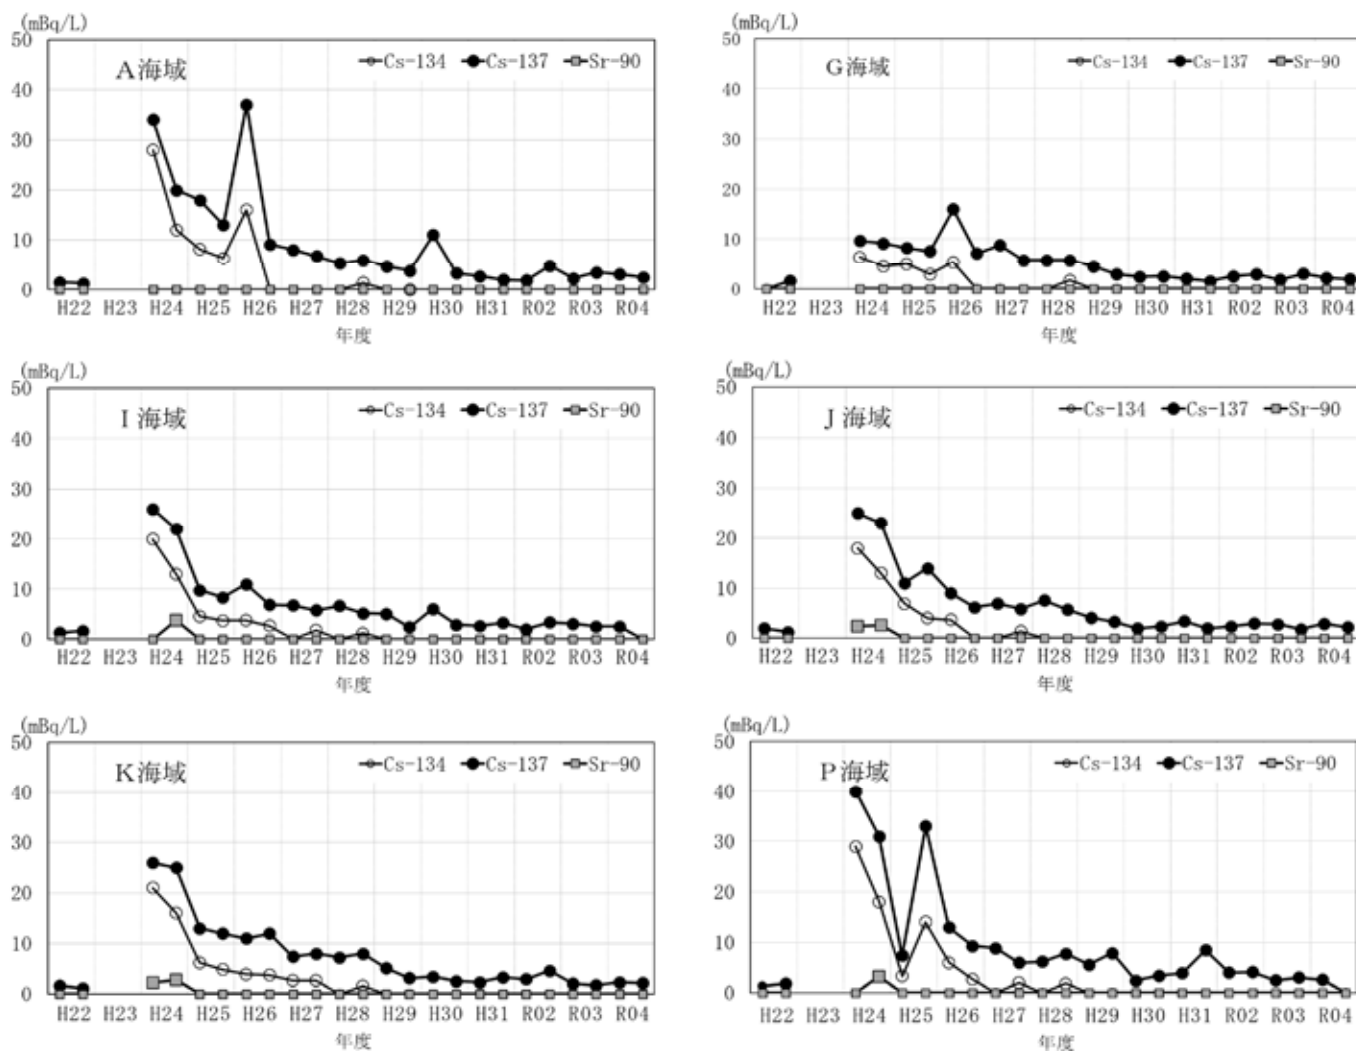 (mBq/L)
50
40
30
20
10
0
A海域
Cs-134 Cs-137 Sr-90
H22 H23 H24 H25 H26 H27 H28 H29 H30 H31 R02 R03 R04
年度
(mBq/L)
50
40
30
20
10
0
G海域
Cs-134 Cs-137 Sr-90
H22 H23 H24 H25 H26 H27 H28 H29 H30 H31 R02 R03 R04
年度
(mBq/L)
50
40
30
20
10
0
I海域
Cs-134 Cs-137 Sr-90
H22 H23 H24 H25 H26 H27 H28 H29 H30 H31 R02 R03 R04
年度
(mBq/L)
50
40
30
20
10
0
J海域
Cs-134 Cs-137 Sr-90
H22 H23 H24 H25 H26 H27 H28 H29 H30 H31 R02 R03 R04
年度
(mBq/L)
50
40
30
20
10
0
K海域
Cs-134 Cs-137 Sr-90
H22 H23 H24 H25 H26 H27 H28 H29 H30 H31 R02 R03 R04
年度
(mBq/L)
50
40
30
20
10
0
P海域
Cs-134 Cs-137 Sr-90
H22 H23 H24 H25 H26 H27 H28 H29 H30 H31 R02 R03 R04
年度